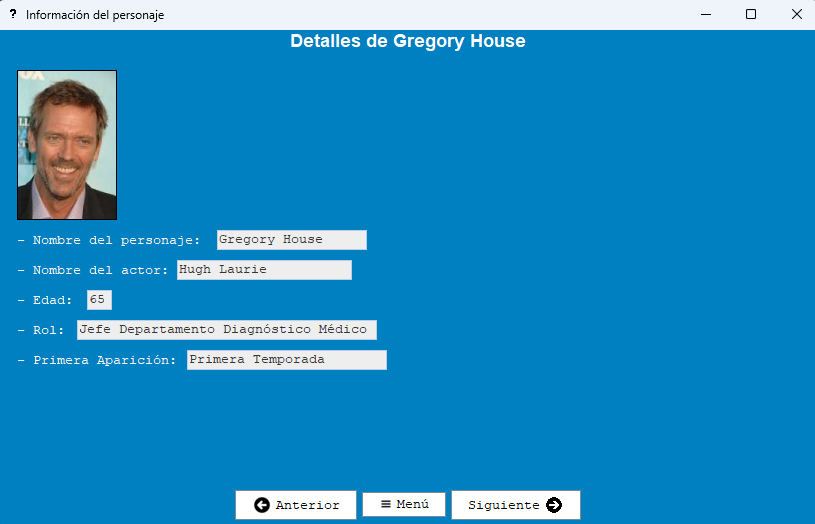 ? Información del personaje
Detalles de Gregory House
- Nombre del personaje: Gregory House
- Nombre del actor: Hugh Laurie
- Edad: 65
- Rol: Jefe Departamento Diagnóstico Médico
- Primera Aparición: Primera Temporada
Anterior Menú Siguiente